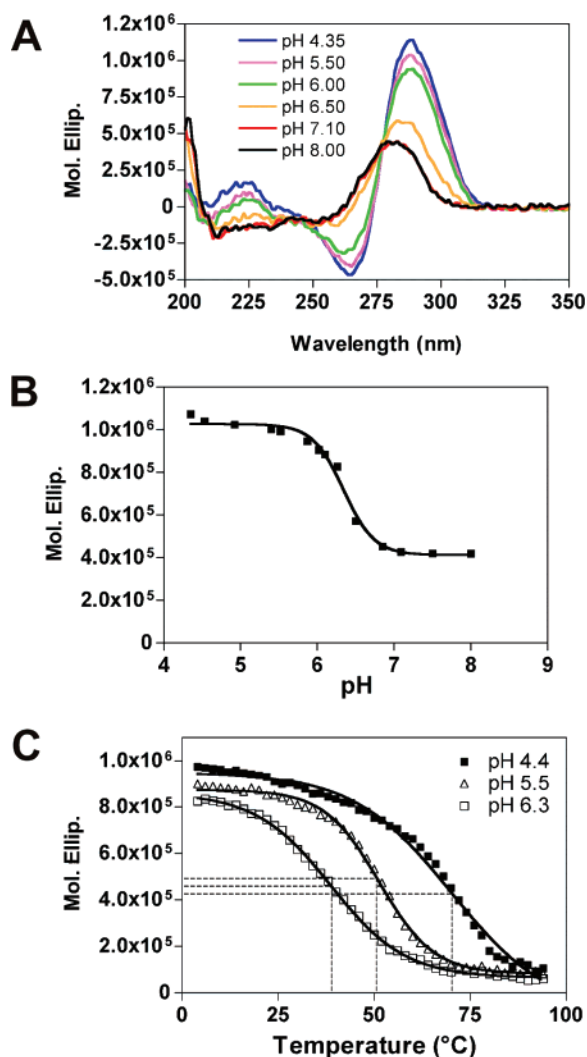 A
Mol. Ellip.
1.2x10⁶
1.0x10⁶
7.5x10⁵
5.0x10⁵
2.5x10⁵
0
-2.5x10⁵
-5.0x10⁵
pH 4.35
pH 5.50
pH 6.00
pH 6.50
pH 7.10
pH 8.00
200 225 250 275 300 325 350
Wavelength (nm)
B
Mol. Ellip.
1.2x10⁶
1.0x10⁶
8.0x10⁵
6.0x10⁵
4.0x10⁵
2.0x10⁵
0
4 5 6 7 8 9
pH
C
Mol. Ellip.
1.0x10⁶
8.0x10⁵
6.0x10⁵
4.0x10⁵
2.0x10⁵
0
pH 4.4
pH 5.5
pH 6.3
0 25 50 75 100
Temperature (°C)